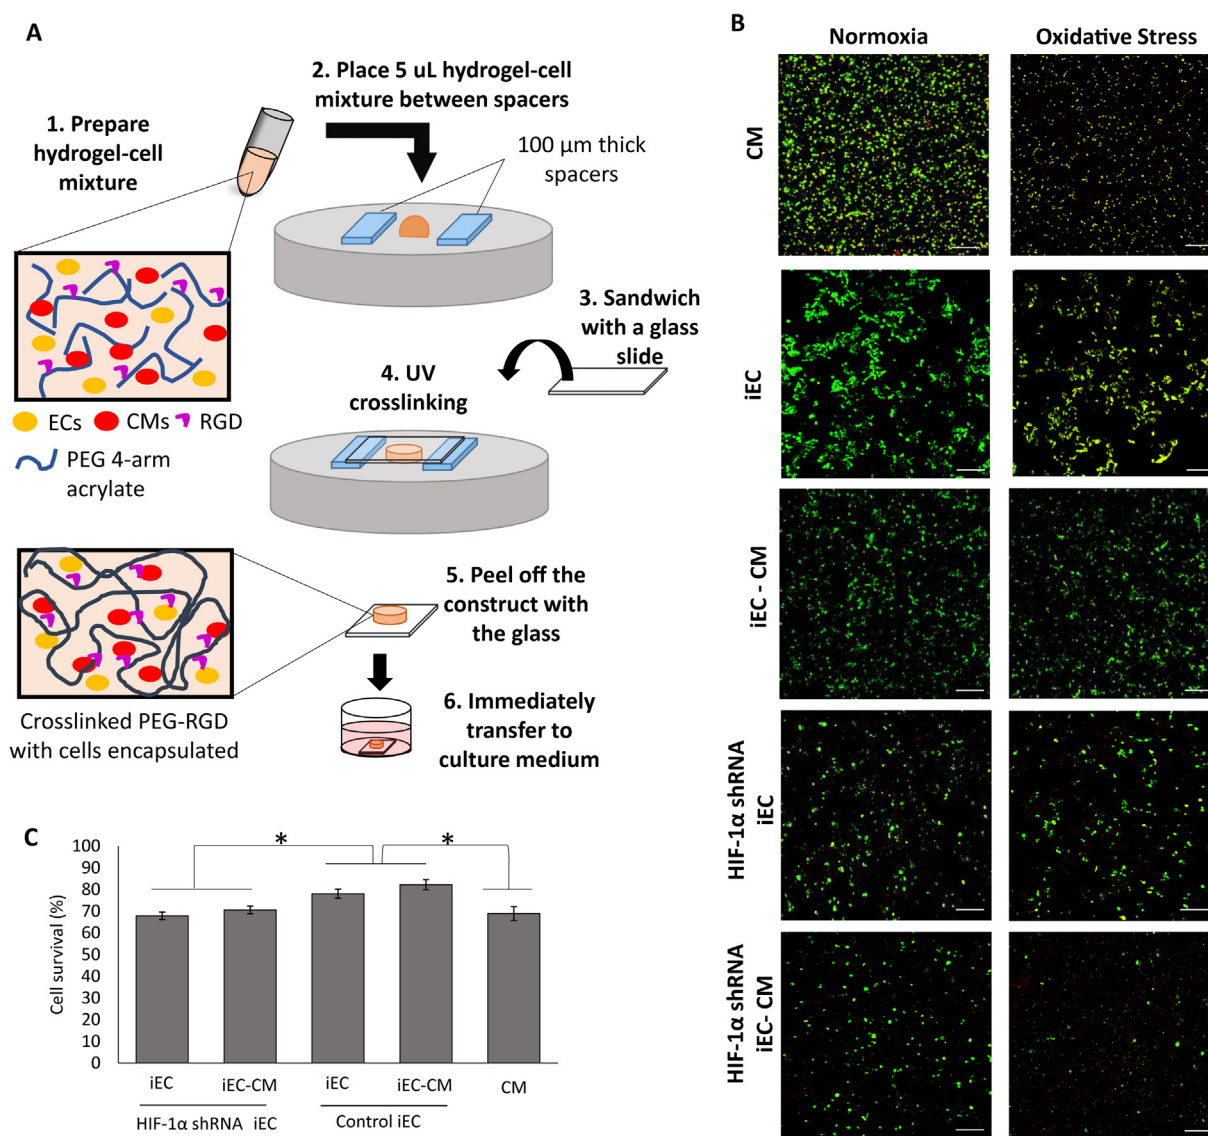 A
1. Prepare
hydrogel-cell
mixture
2. Place 5 uL hydrogel-cell
mixture between spacers
100 μm thick
spacers
3. Sandwich
with a glass
slide
4. UV
crosslinking
ECs
CMs
RGD
PEG 4-arm
acrylate
5. Peel off the
construct with
the glass
6. Immediately
transfer to
culture medium
Crosslinked PEG-RGD
with cells encapsulated
B
Normoxia
Oxidative Stress
CM
iEC
iEC - CM
HIF-1α shRNA
iEC
HIF-1α shRNA
iEC- CM
C
*
*
Cell survival (%)
100
90
80
70
60
50
40
30
20
10
0
iEC
iEC-CM
iEC
iEC-CM
CM
HIF-1α shRNA iEC
Control iEC